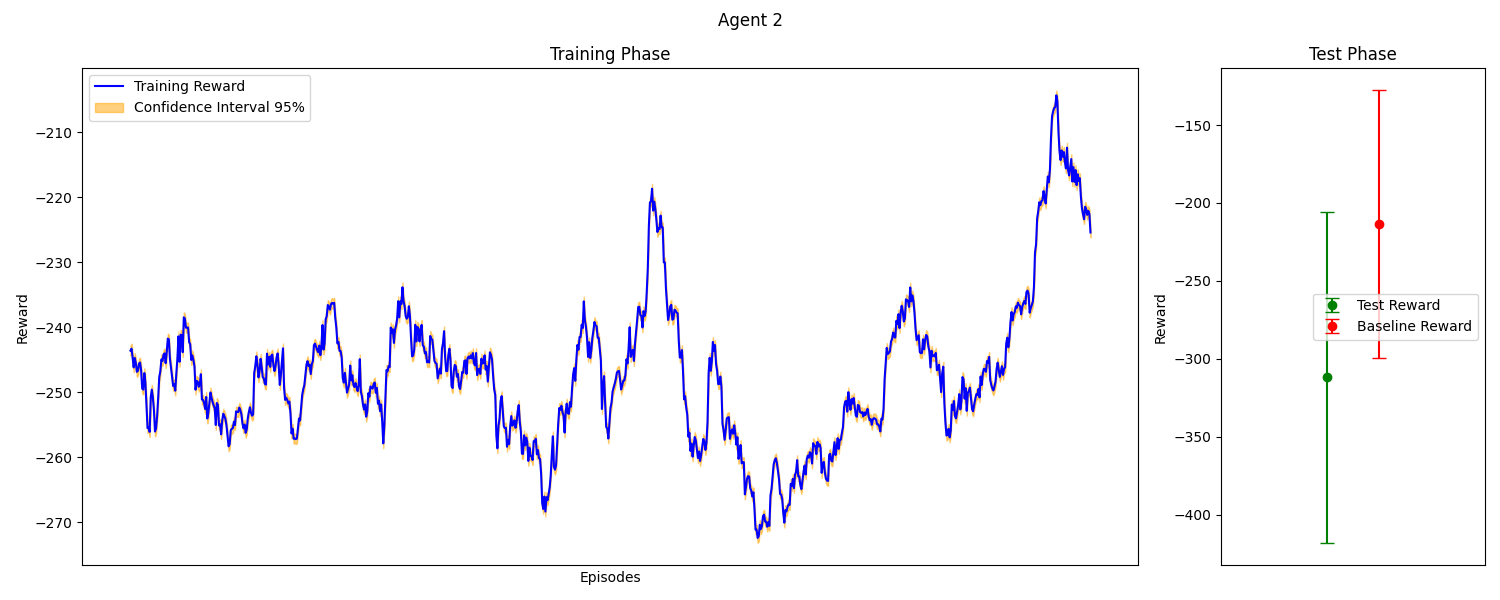 Agent 2
Training Phase
Training Reward
Confidence Interval 95%
Reward
−210
−220
−230
−240
−250
−260
−270
Episodes
Test Phase
Reward
−150
−200
−250
−300
−350
−400
Test Reward
Baseline Reward